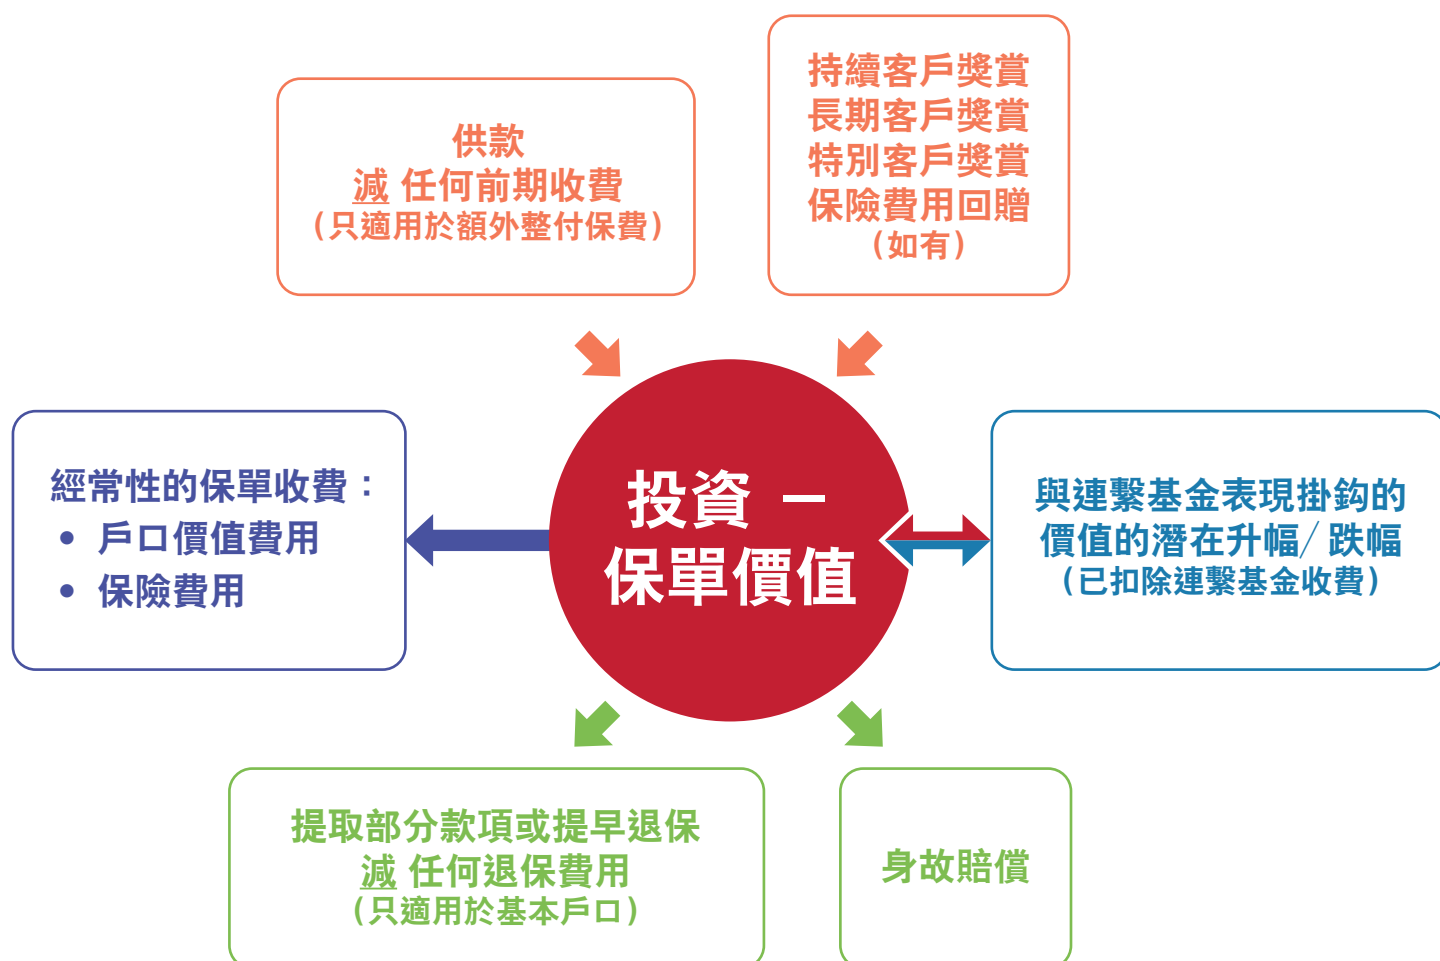 供款
減 任何前期收費
(只適用於額外整付保費)
持續客戶獎賞
長期客戶獎賞
特別客戶獎賞
保險費用回贈
(如有)
經常性的保單收費：
• 戶口價值費用
• 保險費用
投資 －
保單價值
與連繫基金表現掛鈎的
價值的潛在升幅/跌幅
(已扣除連繫基金收費)
提取部分款項或提早退保
減 任何退保費用
(只適用於基本戶口)
身故賠償